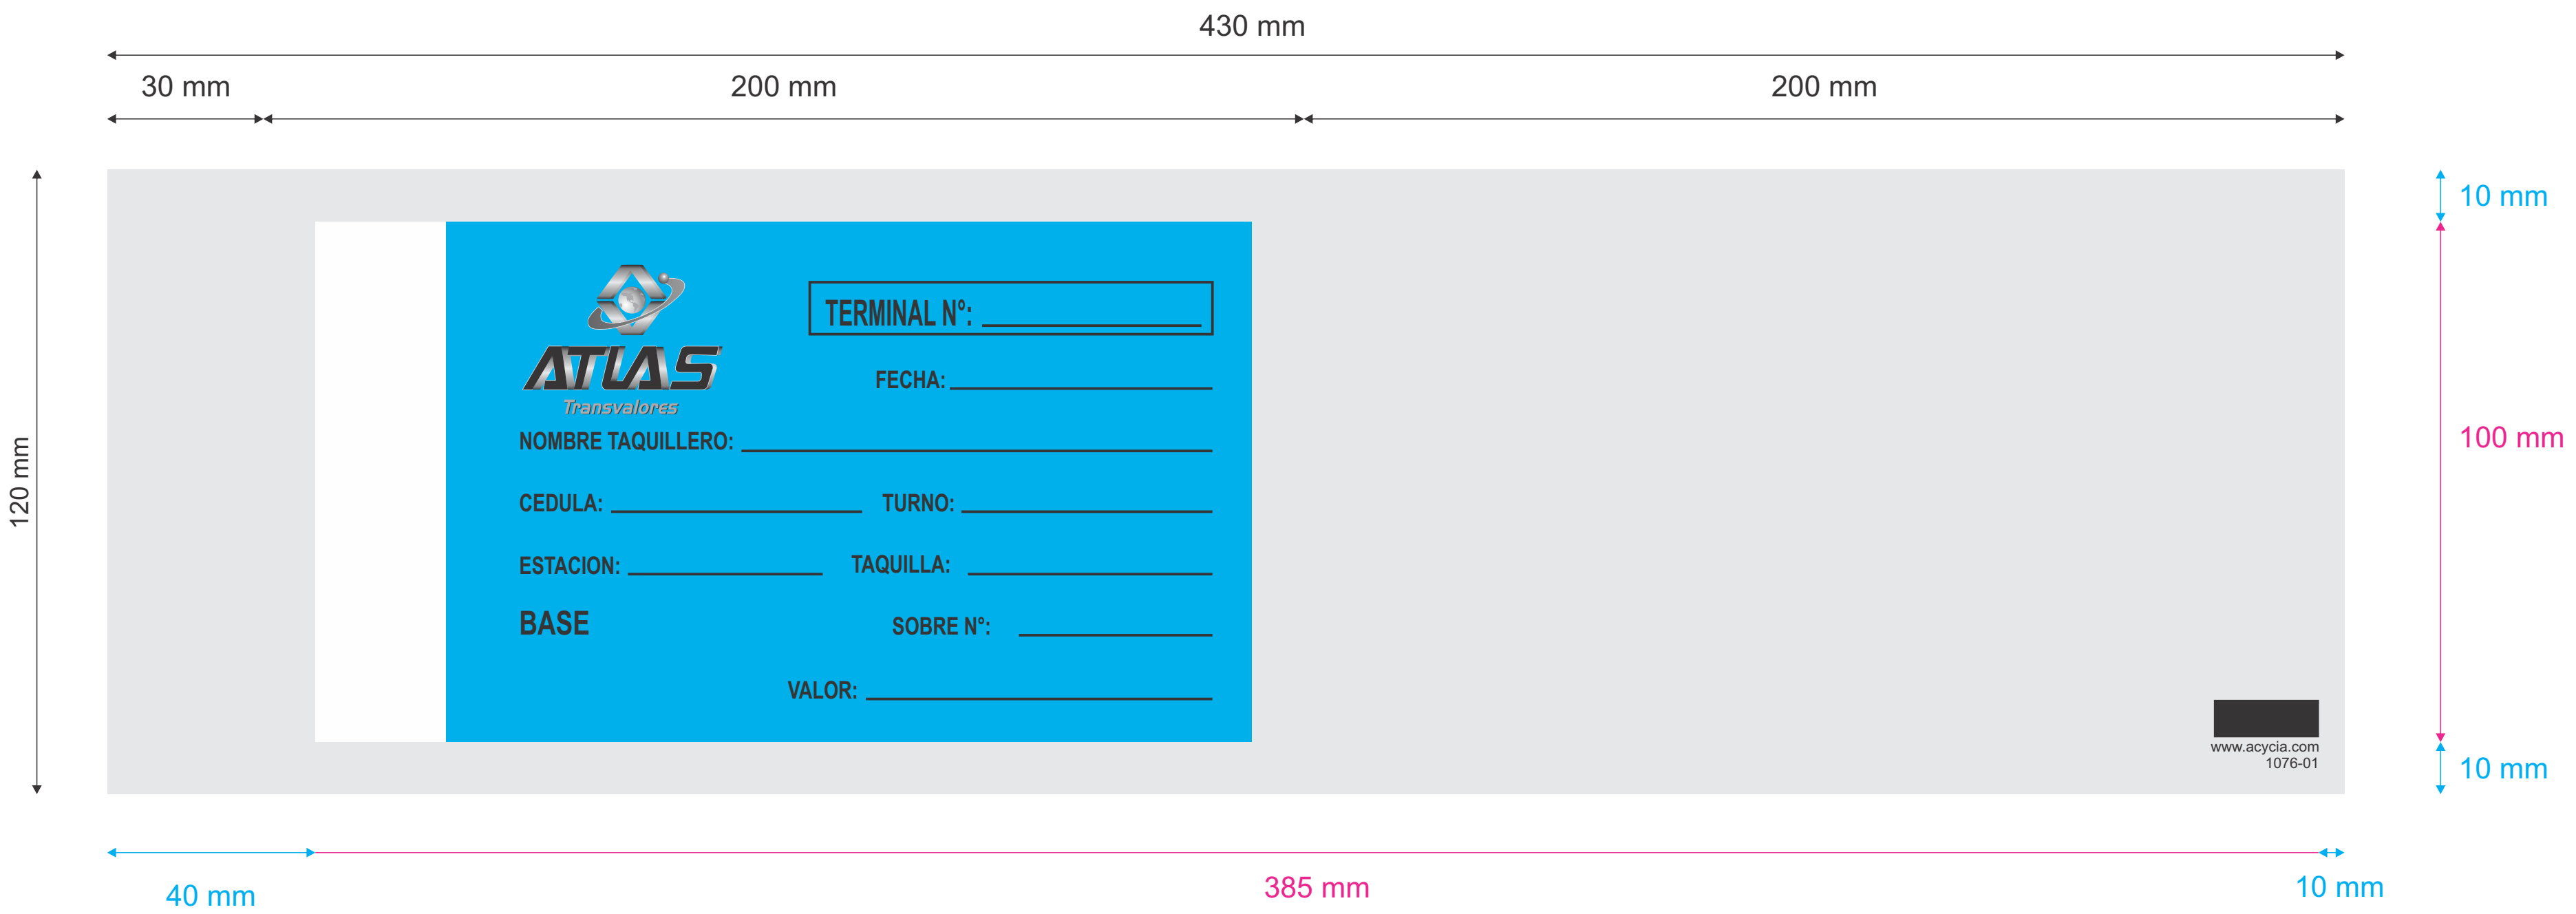 430 mm
30 mm 200 mm 200 mm
10 mm
TERMINAL N°:
ATLAS
Transvalores
FECHA:
NOMBRE TAQUILLERO:
100 mm
120 mm
CEDULA: TURNO:
ESTACION: TAQUILLA:
BASE SOBRE N°:
VALOR:
www.acycia.com
1076-01
10 mm
40 mm 385 mm 10 mm